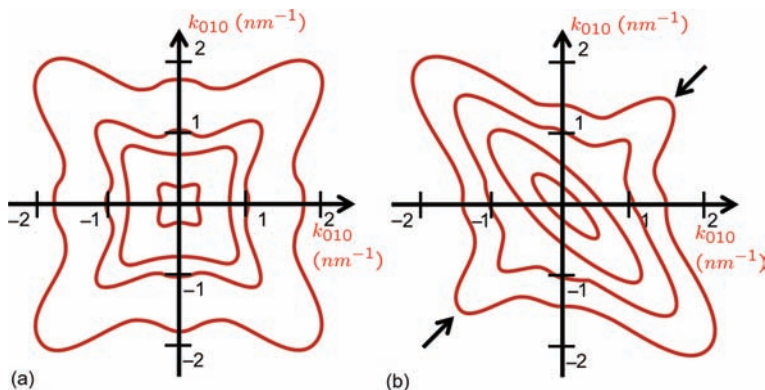 k₀₁₀ (nm⁻¹)
2
1
–2
–1
1
2
k₀₁₀
(nm⁻¹)
–1
–2
(a)
k₀₁₀ (nm⁻¹)
2
1
–2
–1
1
2
k₀₁₀
(nm⁻¹)
–1
–2
(b)